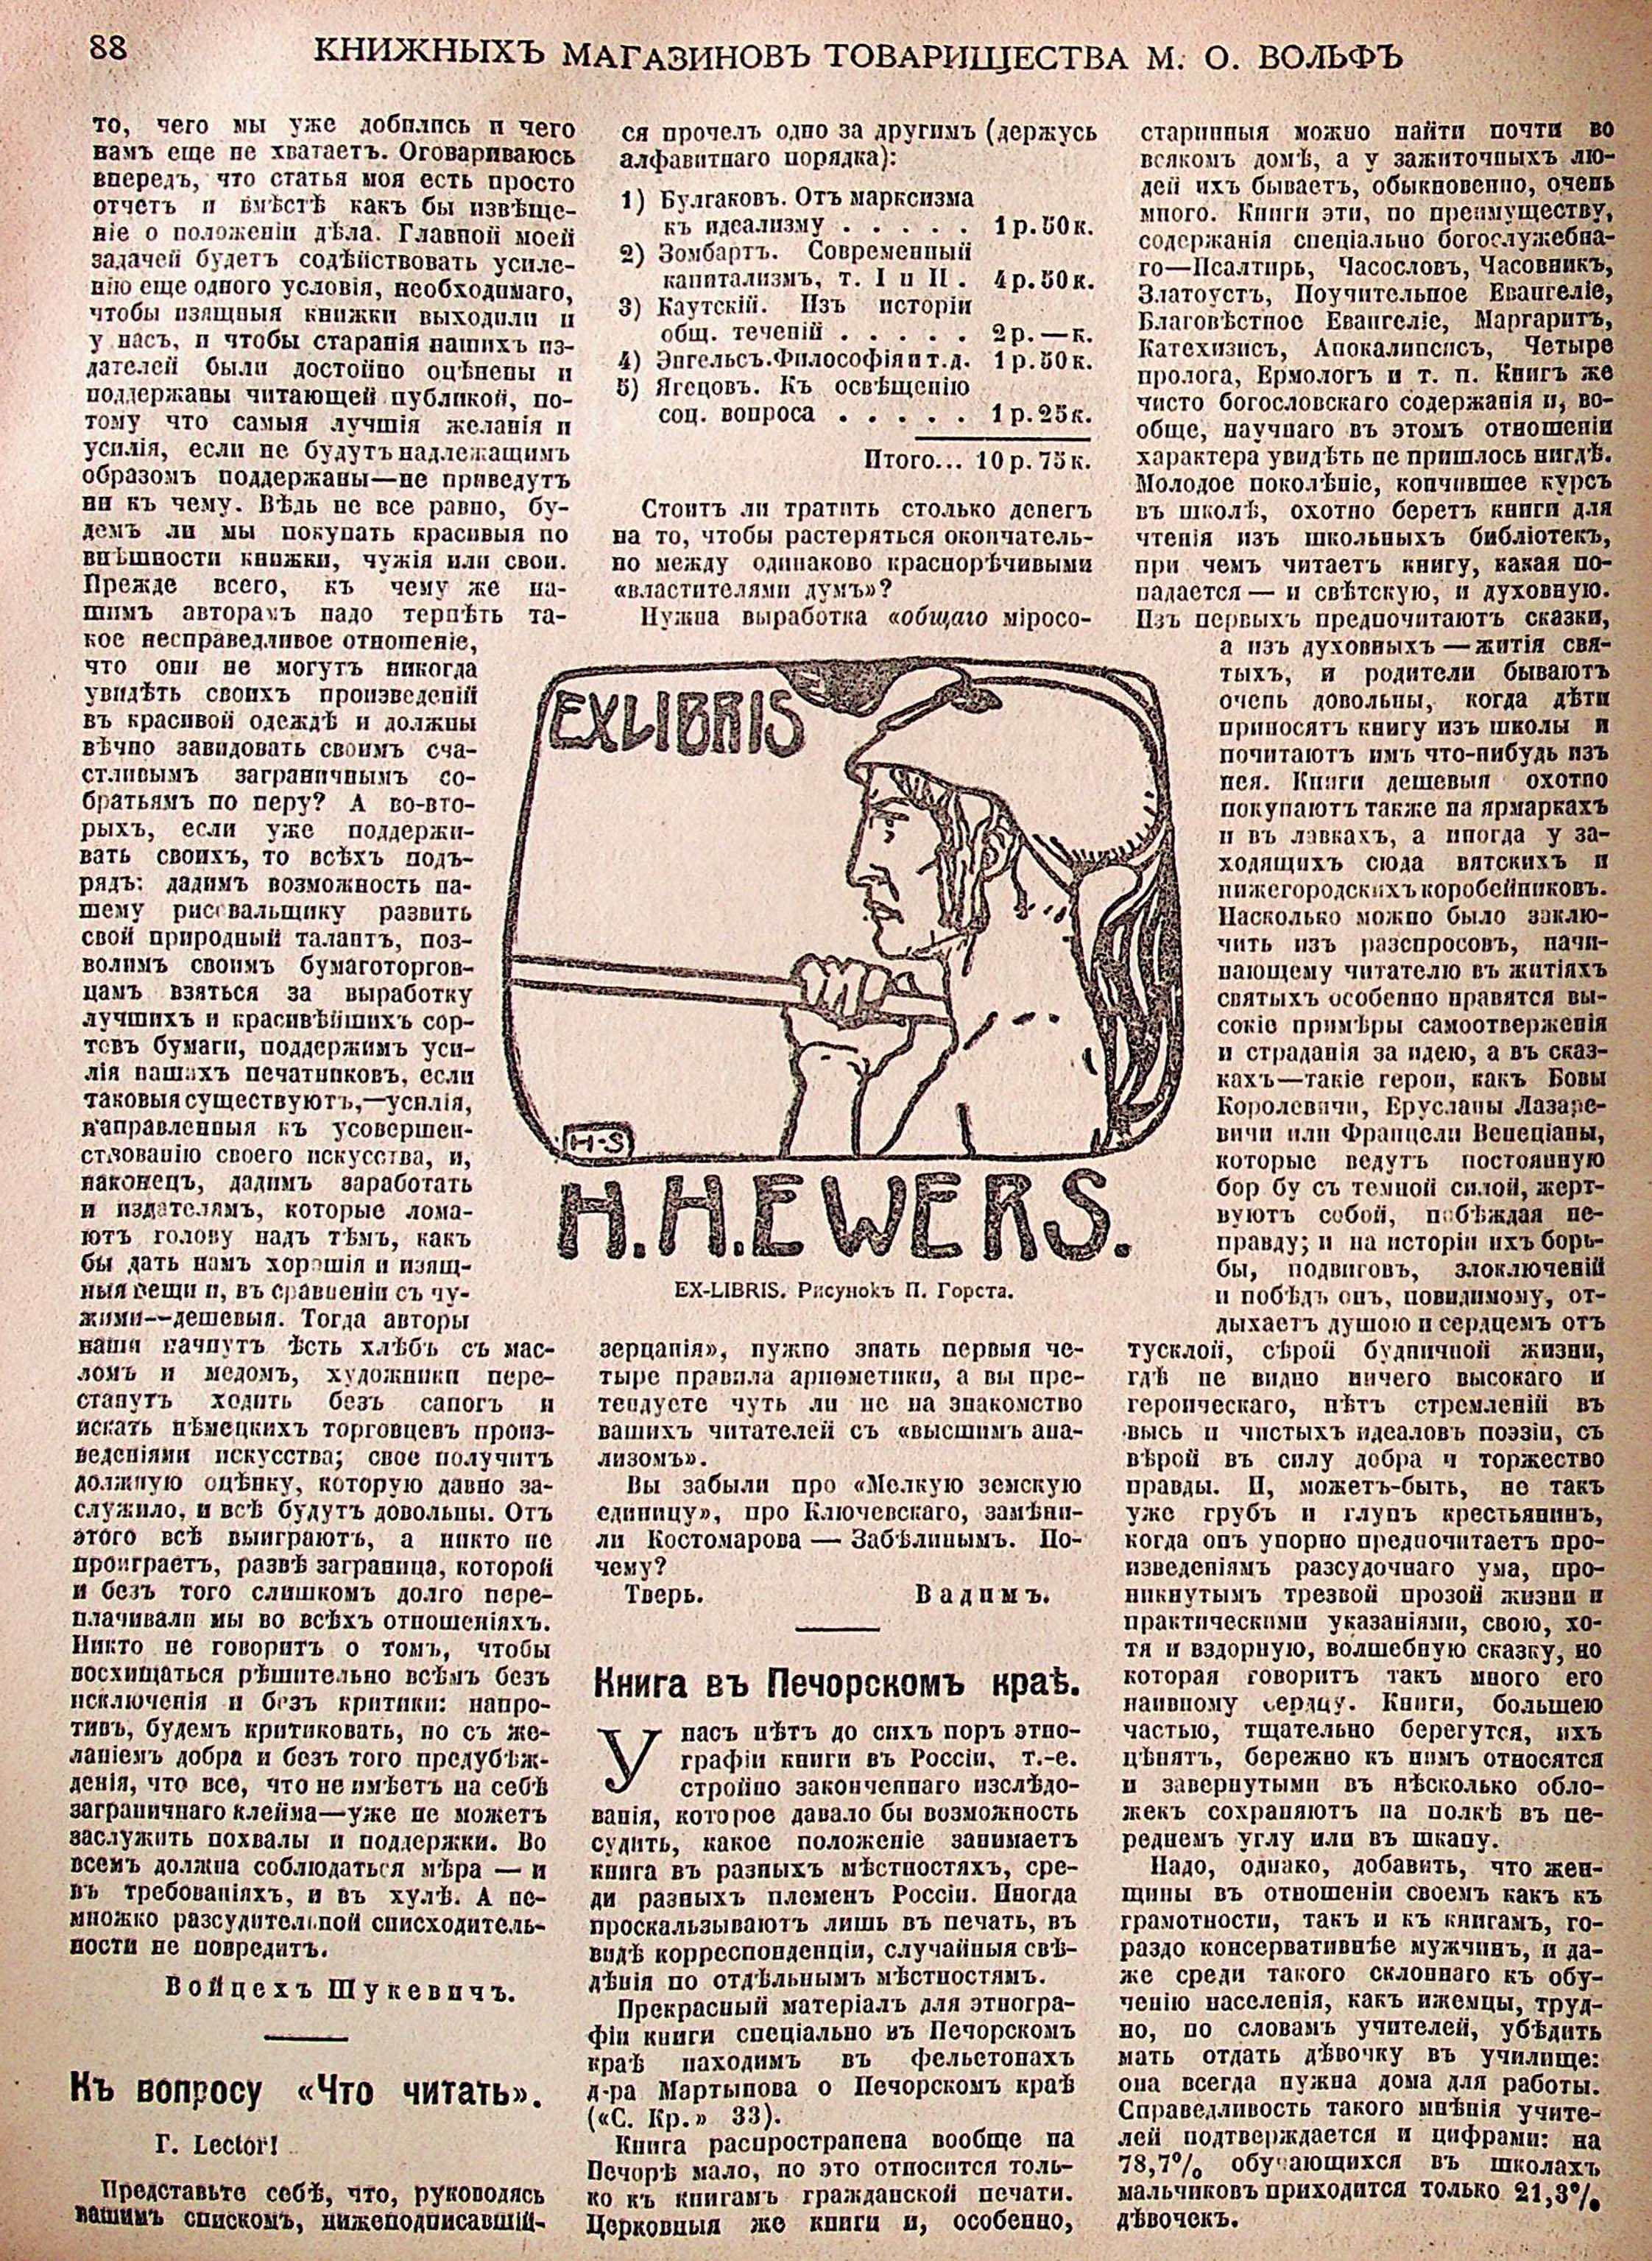 88
КНИЖНЫХЪ МАГАЗИНОВЪ ТОВАРИЩЕСТВА М. О. ВОЛЬФЪ
то, чего мы уже добились и чего
намъ еще не хватаетъ. Оговариваюсь
впередъ, что статья моя есть просто
отчетъ и вмѣстѣ какъ бы извѣще-
ніе о положеніи дѣла. Главной моей
задачей будетъ содѣйствовать усиле-
нію еще одного условія, необходимаго,
чтобы изящныя книжки выходили и
у насъ, и чтобы старанія нашихъ из-
дателей были достойно оцѣнены и
поддержаны читающей публикой, по-
тому что самыя лучшія желанія и
усилія, если не будутъ надлежащимъ
образомъ поддержаны—не приведутъ
ни къ чему. Вѣдь не все равно, бу-
демъ ли мы покупать красивыя по
внѣшности книжки, чужія или свои.
Прежде всего, къ чему же на-
шимъ авторамъ надо терпѣть та-
кое несправедливое отношеніе,
что они не могутъ никогда
увидѣть своихъ произведеній
въ красивой одеждѣ и должны
вѣчно завидовать своимъ сча-
стливымъ заграничнымъ со-
братьямъ по перу? А во-вто-
рыхъ, если уже поддержи-
вать своихъ, то всѣхъ подъ-
рядъ: дадимъ возможность на-
шему рисовальщику развить
свой природный талантъ, поз-
волимъ своимъ бумаготоргов-
цамъ взяться за выработку
лучшихъ и красивѣйшихъ сор-
товъ бумаги, поддержимъ уси-
лія нашихъ печатниковъ, если
таковыя существуютъ,—усилія,
направленныя къ усовершен-
ствованію своего искусства, и,
наконецъ, дадимъ заработать
и издателямъ, которые лома-
ютъ голову надъ тѣмъ, какъ
бы дать намъ хорошія и изящ-
ныя вещи и, въ сравненіи съ чу-
жими—дешевыя. Тогда авторы
наши начнутъ ѣсть хлѣбъ съ мас-
ломъ и медомъ, художники пере-
станутъ ходить безъ сапогъ и
искать нѣмецкихъ торговцевъ произ-
веденіями искусства; свое получитъ
должную оцѣнку, которую давно за-
служило, и всѣ будутъ довольны. Отъ
этого всѣ выиграютъ, а никто не
проиграетъ, развѣ заграница, которой
и безъ того слишкомъ долго пере-
плачивали мы во всѣхъ отношеніяхъ.
Никто не говоритъ о томъ, чтобы
восхищаться рѣшительно всѣмъ безъ
исключенія и безъ критики: напро-
тивъ, будемъ критиковать, но съ же-
ланіемъ добра и безъ того предубѣж-
денія, что все, что не имѣетъ на себѣ
заграничнаго клейма—уже не можетъ
заслужить похвалы и поддержки. Во
всемъ должна соблюдаться мѣра — и
въ требованіяхъ, и въ хулѣ. А не-
множко разсудительной снисходитель-
ности не повредитъ.
Войцехъ Шукевичъ.
Къ вопросу «Что читать».
Г. Lector!
Представьте себѣ, что, руководясь
вашимъ спискомъ, нижеподписавшій-
ся прочелъ одно за другимъ (держусь
алфавитнаго порядка):
1) Булгаковъ. Отъ марксизма
къ идеализму . . . . . 1 р. 50 к.
2) Зомбартъ. Современный
капитализмъ, т. I и II . 4 р. 50 к.
3) Каутскій. Изъ исторіи
общ. теченій . . . . . 2 р. — к.
4) Энгельсъ. Философія и т. д. 1 р. 50 к.
5) Ягецовъ. Къ освѣщенію
соц. вопроса . . . . . 1 р. 25 к.
Итого... 10 р. 75 к.
Стоитъ ли тратить столько денегъ
на то, чтобы растеряться окончатель-
но между одинаково краснорѣчивыми
«властителями думъ»?
Нужна выработка «общаго міросо-
EX LIBRIS
H-S
H.H.EWERS.
EX-LIBRIS. Рисунокъ П. Горста.
зерцанія», нужно знать первыя че-
тыре правила ариѳметики, а вы пре-
тендуете чуть ли не на знакомство
вашихъ читателей съ «высшимъ ана-
лизомъ».
Вы забыли про «Мелкую земскую
единицу», про Ключевскаго, замѣни-
ли Костомарова — Забѣлинымъ. По-
чему?
Тверь. Вадимъ.
Книга въ Печорскомъ краѣ.
У насъ нѣтъ до сихъ поръ этно-
графіи книги въ Россіи, т.-е.
стройно законченнаго изслѣдо-
ванія, которое давало бы возможность
судить, какое положеніе занимаетъ
книга въ разныхъ мѣстностяхъ, сре-
ди разныхъ племенъ Россіи. Иногда
проскальзываютъ лишь въ печать, въ
видѣ корреспонденціи, случайныя свѣ-
дѣнія по отдѣльнымъ мѣстностямъ.
Прекрасный матеріалъ для этногра-
фіи книги спеціально въ Печорскомъ
краѣ находимъ въ фельетонахъ
д-ра Мартынова о Печорскомъ краѣ
(«С. Кр.» 33).
Книга распространена вообще на
Печорѣ мало, но это относится толь-
ко къ книгамъ гражданской печати.
Церковныя же книги и, особенно,
старинныя можно найти почти во
всякомъ домѣ, а у зажиточныхъ лю-
дей ихъ бываетъ, обыкновенно, очень
много. Книги эти, по преимуществу,
содержанія спеціально богослужебна-
го—Псалтирь, Часословъ, Часовникъ,
Златоустъ, Поучительное Евангеліе,
Благовѣстное Евангеліе, Маргаритъ,
Катехизисъ, Апокалипсисъ, Четыре
пролога, Ермологъ и т. п. Книгъ же
чисто богословскаго содержанія и, во-
обще, научнаго въ этомъ отношеніи
характера увидѣть не пришлось нигдѣ.
Молодое поколѣніе, кончившее курсъ
въ школѣ, охотно беретъ книги для
чтенія изъ школьныхъ библіотекъ,
при чемъ читаетъ книгу, какая по-
падается — и свѣтскую, и духовную.
Изъ первыхъ предпочитаютъ сказки,
а изъ духовныхъ — житія свя-
тыхъ, и родители бываютъ
очень довольны, когда дѣти
приносятъ книгу изъ школы и
почитаютъ имъ что-нибудь изъ
нея. Книги дешевыя охотно
покупаютъ также на ярмаркахъ
и въ лавкахъ, а иногда у за-
ходящихъ сюда вятскихъ и
нижегородскихъ коробейниковъ.
Насколько можно было заклю-
чить изъ разспросовъ, начи-
нающему читателю въ житіяхъ
святыхъ особенно нравятся вы-
сокіе примѣры самоотверженія
и страданія за идею, а въ сказ-
кахъ—такіе герои, какъ Бовы
Королевичи, Ерусланы Лазаре-
вичи или Францели Венеціаны,
которые ведутъ постоянную
бор бу съ темной силой, жерт-
вуютъ собой, побѣждая не-
правду; и на исторіи ихъ борь-
бы, подвиговъ, злоключеній
и побѣдъ онъ, повидимому, от-
дыхаетъ душою и сердцемъ отъ
тусклой, сѣрой будничной жизни,
гдѣ не видно ничего высокаго и
героическаго, нѣтъ стремленій въ
высь и чистыхъ идеаловъ поэзіи, съ
вѣрой въ силу добра и торжество
правды. И, можетъ-быть, не такъ
уже грубъ и глупъ крестьянинъ,
когда онъ упорно предпочитаетъ про-
изведеніямъ разсудочнаго ума, про-
никнутымъ трезвой прозой жизни и
практическими указаніями, свою, хо-
тя и вздорную, волшебную сказку, но
которая говоритъ такъ много его
наивному сердцу. Книги, большею
частью, тщательно берегутся, ихъ
цѣнятъ, бережно къ нимъ относятся
и завернутыми въ нѣсколько обло-
жекъ сохраняютъ на полкѣ въ пе-
реднемъ углу или въ шкапу.
Надо, однако, добавить, что жен-
щины въ отношеніи своемъ какъ къ
грамотности, такъ и къ книгамъ, го-
раздо консервативнѣе мужчинъ, и да-
же среди такого склоннаго къ обу-
ченію населенія, какъ ижемцы, труд-
но, по словамъ учителей, убѣдить
мать отдать дѣвочку въ училище:
она всегда нужна дома для работы.
Справедливость такого мнѣнія учите-
лей подтверждается и цифрами: на
78,7% обучающихся въ школахъ
мальчиковъ приходится только 21,3%
дѣвочекъ.